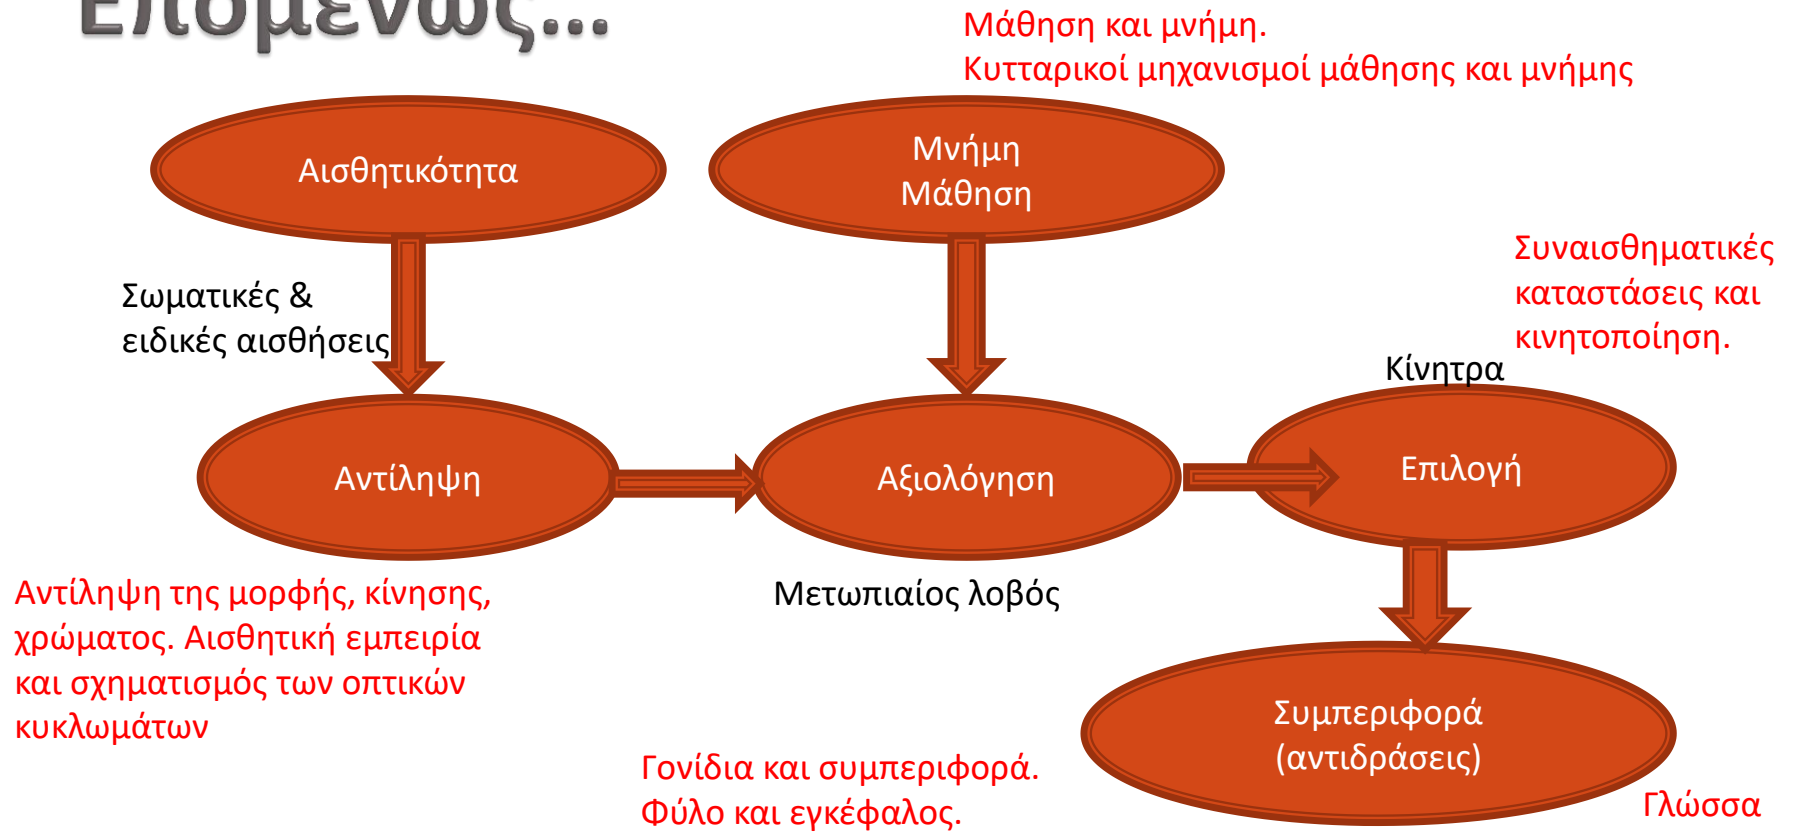 Επομένως...
Μάθηση και μνήμη.
Κυτταρικοί μηχανισμοί μάθησης και μνήμης
Αισθητικότητα
Μνήμη
Μάθηση
Σωματικές &
ειδικές αισθήσεις
Συναισθηματικές
καταστάσεις και
κινητοποίηση.
Κίνητρα
Αντίληψη
Αξιολόγηση
Επιλογή
Αντίληψη της μορφής, κίνησης,
χρώματος. Αισθητική εμπειρία
και σχηματισμός των οπτικών
κυκλωμάτων
Μετωπιαίος λοβός
Συμπεριφορά
(αντιδράσεις)
Γονίδια και συμπεριφορά.
Φύλο και εγκέφαλος.
Γλώσσα